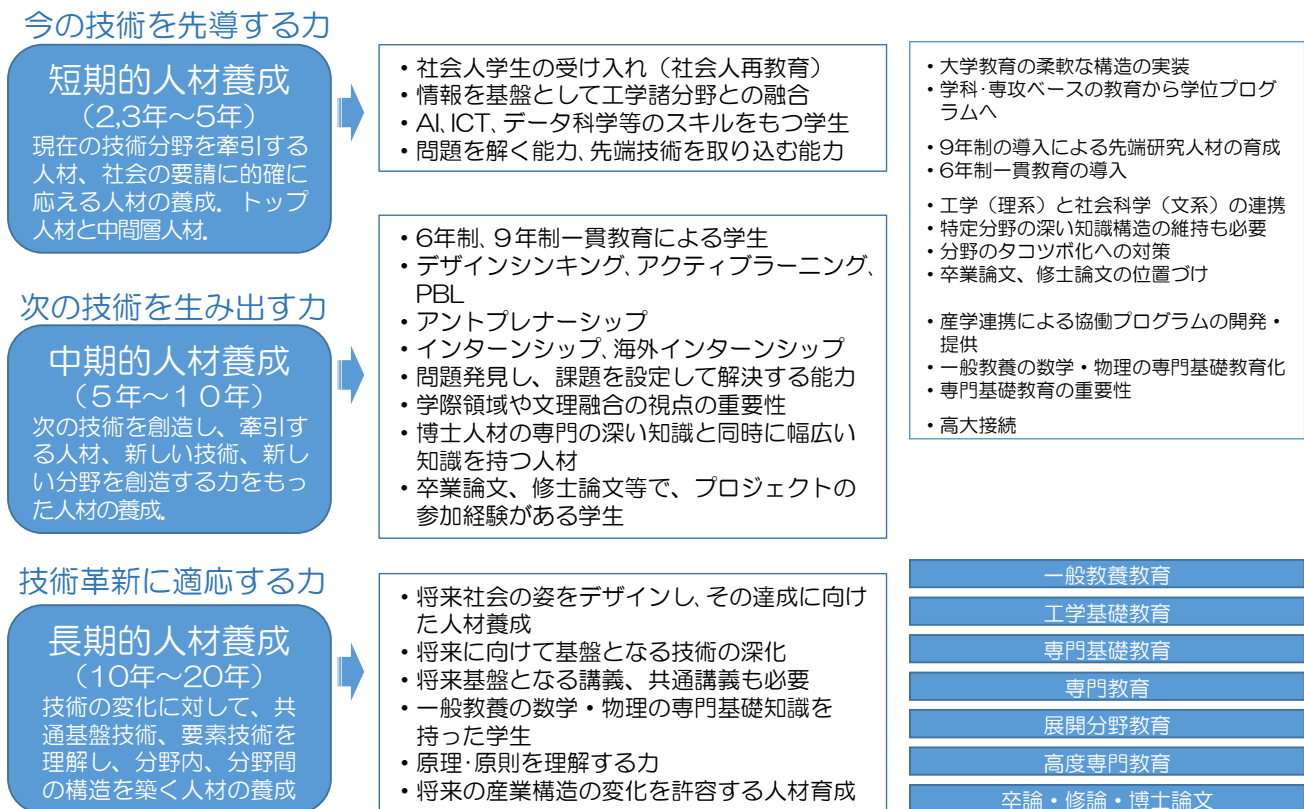 今の技術を先導する力
短期的人材養成
（2,3年～5年）
現在の技術分野を牽引する
人材、社会の要請に的確に
応える人材の養成．トップ
人材と中間層人材．
・社会人学生の受け入れ（社会人再教育）
・情報を基盤として工学諸分野との融合
・AI、ICT、データ科学等のスキルをもつ学生
・問題を解く能力、先端技術を取り込む能力
次の技術を生み出す力
中期的人材養成
（５年～１０年）
次の技術を創造し、牽引す
る人材、新しい技術、新し
い分野を創造する力をもっ
た人材の養成．
・6年制、９年制一貫教育による学生
・デザインシンキング、アクティブラーニング、
PBL
・アントプレナーシップ
・インターンシップ、海外インターンシップ
・問題発見し、課題を設定して解決する能力
・学際領域や文理融合の視点の重要性
・博士人材の専門の深い知識と同時に幅広い
知識を持つ人材
・卒業論文、修士論文等で、プロジェクトの
参加経験がある学生
技術革新に適応する力
長期的人材養成
（10年～20年）
技術の変化に対して、共
通基盤技術、要素技術を
理解し、分野内、分野間
の構造を築く人材の養成
・将来社会の姿をデザインし、その達成に向け
た人材養成
・将来に向けて基盤となる技術の深化
・将来基盤となる講義、共通講義も必要
・一般教養の数学・物理の専門基礎知識を
持った学生
・原理・原則を理解する力
・将来の産業構造の変化を許容する人材育成
・大学教育の柔軟な構造の実装
・学科・専攻ベースの教育から学位プログ
ラムへ
・9年制の導入による先端研究人材の育成
・6年制一貫教育の導入
・工学（理系）と社会科学（文系）の連携
・特定分野の深い知識構造の維持も必要
・分野のタコツボ化への対策
・卒業論文、修士論文の位置づけ
・産学連携による協働プログラムの開発・
提供
・一般教養の数学・物理の専門基礎教育化
・専門基礎教育の重要性
・高大接続
一般教養教育
工学基礎教育
専門基礎教育
専門教育
展開分野教育
高度専門教育
卒論・修論・博士論文